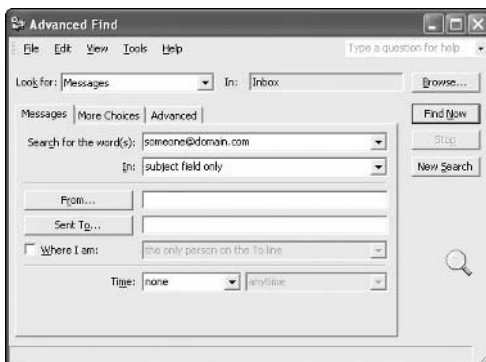 Advanced Find
File Edit View Tools Help Type a question for help
Look for: Messages In: Inbox Browse...
Messages More Choices Advanced Find Now
Search for the word(s): someone@domain.com Stop
In: subject field only New Search
From...
Sent To...
Where I am: the only person on the To line
Time: none anytime